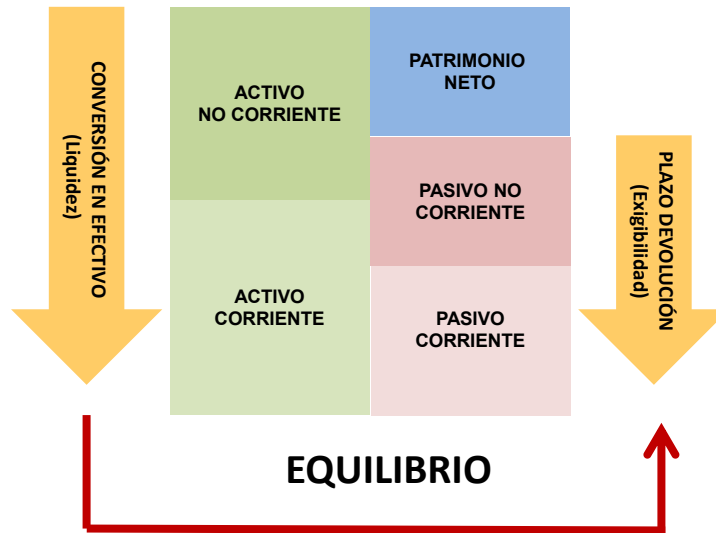 CONVERSIÓN EN EFECTIVO
(Liquidez)
ACTIVO
NO CORRIENTE
ACTIVO
CORRIENTE
PATRIMONIO
NETO
PASIVO NO
CORRIENTE
PASIVO
CORRIENTE
PLAZO DEVOLUCIÓN
(Exigibilidad)
EQUILIBRIO